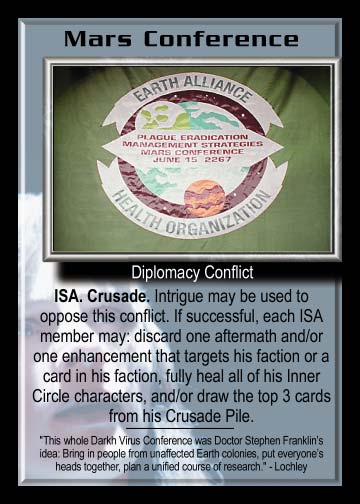 Mars Conference
EARTH ALLIANCE
PLAGUE ERADICATION
MANAGEMENT STRATEGIES
MARS CONFERENCE
JUNE 15 2267
HEALTH ORGANIZATION
Diplomacy Conflict
ISA. Crusade. Intrigue may be used to
oppose this conflict. If successful, each ISA
member may: discard one aftermath and/or
one enhancement that targets his faction or a
card in his faction, fully heal all of his Inner
Circle characters, and/or draw the top 3 cards
from his Crusade Pile.
"This whole Darkh Virus Conference was Doctor Stephen Franklin's
idea: Bring in people from unaffected Earth colonies, put everyone's
heads together, plan a unified course of research." - Lochley